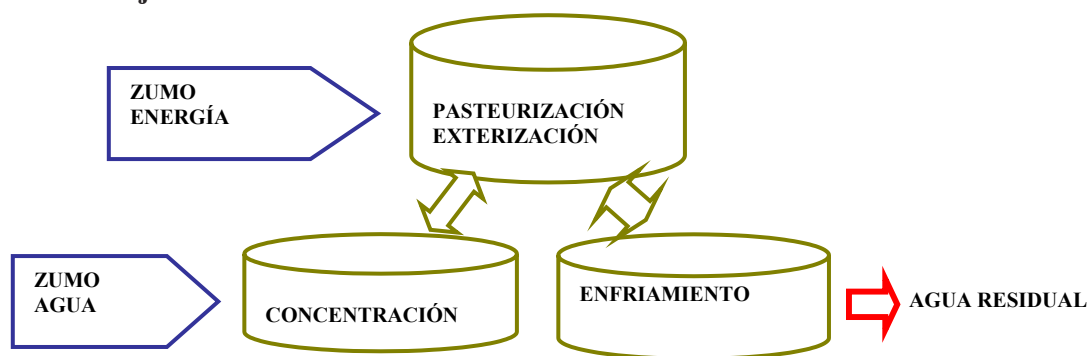 ZUMO
ENERGÍA
PASTEURIZACIÓN
EXTERIZACIÓN
ZUMO
AGUA
CONCENTRACIÓN
ENFRIAMIENTO
AGUA RESIDUAL